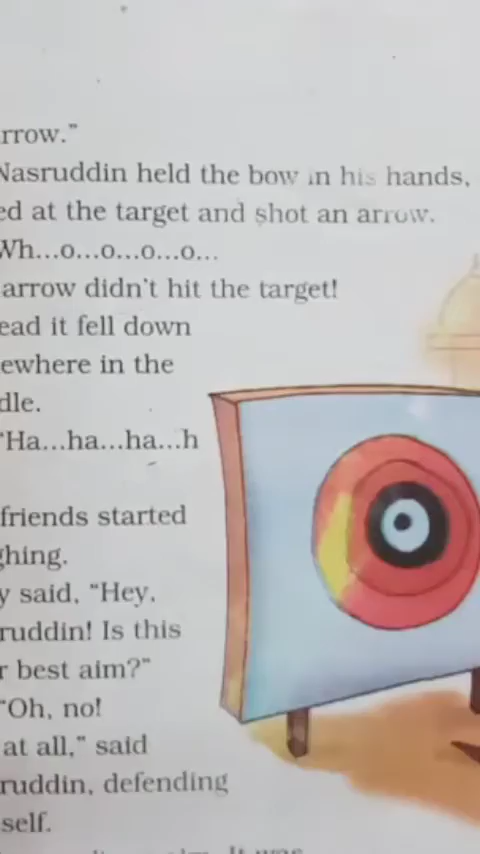 rrow."
Nasruddin held the bow in his hands,
ed at the target and shot an arrow.
Wh...o...o...o...o...
arrow didn't hit the target!
ead it fell down
ewhere in the
dle.
"Ha...ha...ha...h
friends started
ghing.
y said, "Hey,
ruddin! Is this
r best aim?"
"Oh, no!
at all," said
ruddin, defending
self.